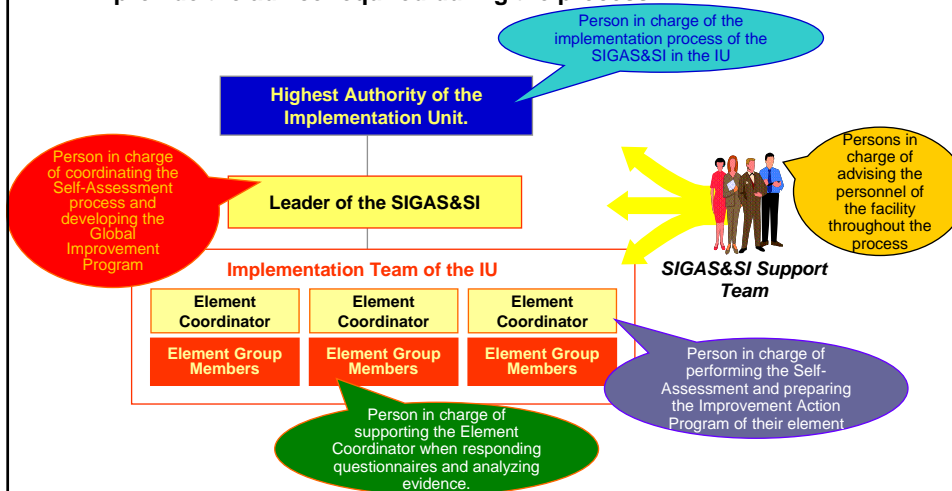 Person in charge of the
implementation process of the
SIGAS&SI in the IU
Highest Authority of the
Implementation Unit.
Person in charge
of coordinating the
Self-Assessment
process and
developing the
Global
Improvement
Program
Leader of the SIGAS&SI
Persons in
charge of
advising the
personnel of
the facility
throughout the
process
SIGAS&SI Support
Team
Implementation Team of the IU
Element
Coordinator
Element
Coordinator
Element
Coordinator
Element Group
Members
Element Group
Members
Element Group
Members
Person in charge of
performing the Self-
Assessment and preparing
the Improvement Action
Program of their element
Person in charge of
supporting the Element
Coordinator when responding
questionnaires and analyzing
evidence.